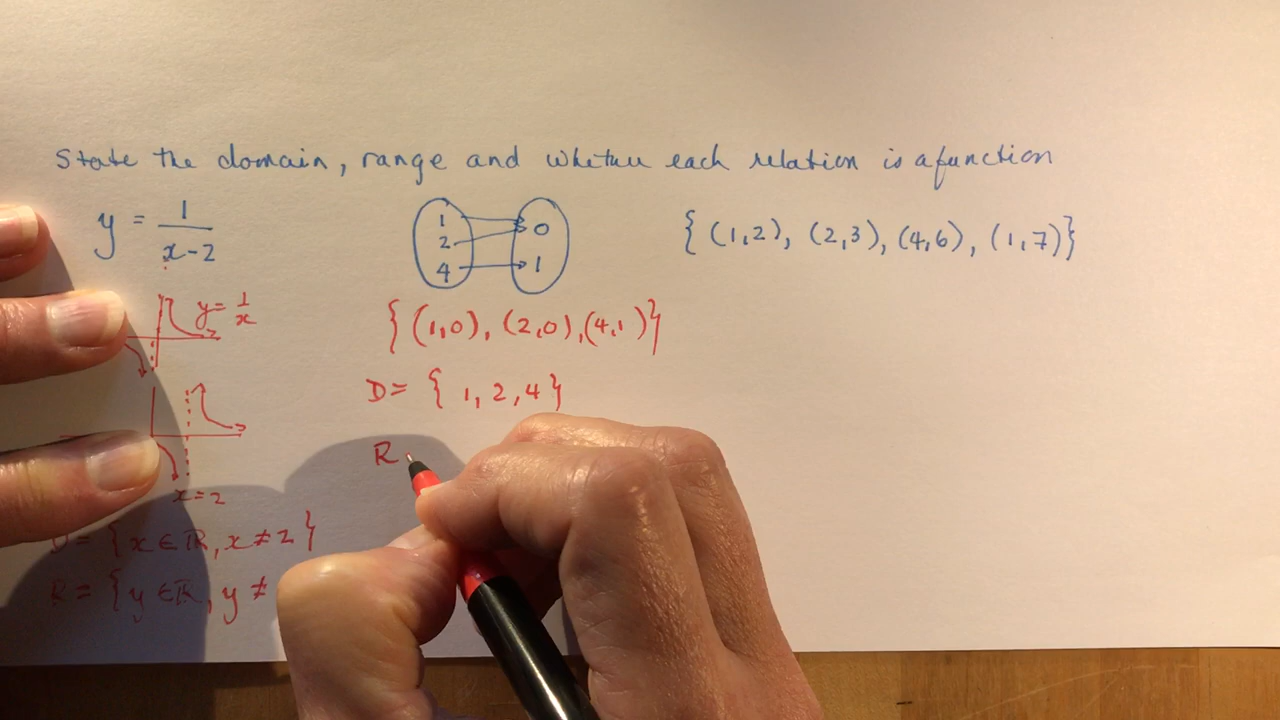 State the domain, range and whether each relation is a function
y = 1/(x-2)
1 2 4
0 1
{ (1,2), (2,3), (4,6), (1,7)}
y = 1/x
{ (1,0), (2,0), (4,1) }
D = { 1, 2, 4 }
R
x = 2
D = { x ∈ ℝ, x ≠ 2 }
R = { y ∈ ℝ, y ≠